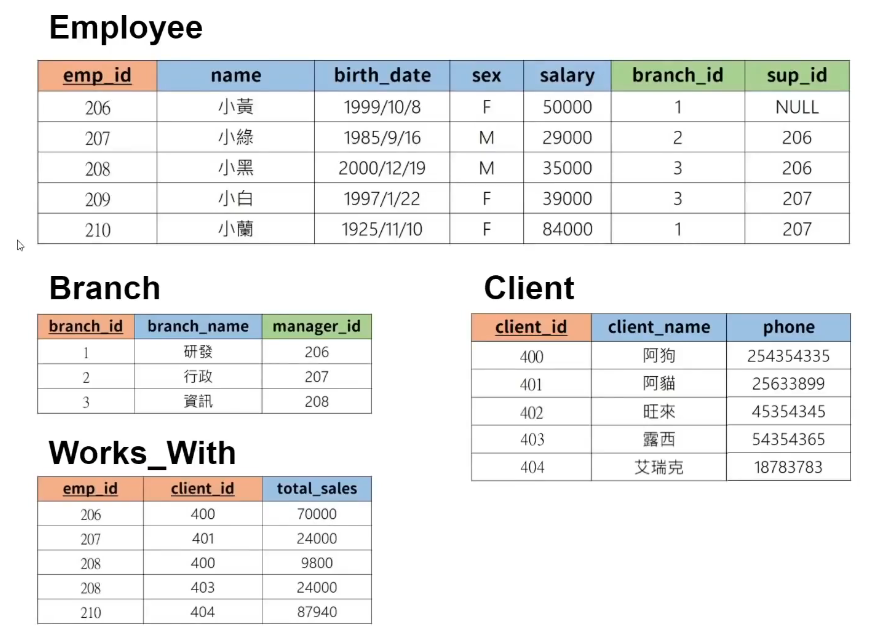 Employee
emp_id name birth_date sex salary branch_id sup_id
206 小黃 1999/10/8 F 50000 1 NULL
207 小綠 1985/9/16 M 29000 2 206
208 小黑 2000/12/19 M 35000 3 206
209 小白 1997/1/22 F 39000 3 207
210 小蘭 1925/11/10 F 84000 1 207
Branch
branch_id branch_name manager_id
1 研發 206
2 行政 207
3 資訊 208
Client
client_id client_name phone
400 阿狗 254354335
401 阿貓 25633899
402 旺來 45354345
403 露西 54354365
404 艾瑞克 18783783
Works_With
emp_id client_id total_sales
206 400 70000
207 401 24000
208 400 9800
208 403 24000
210 404 87940